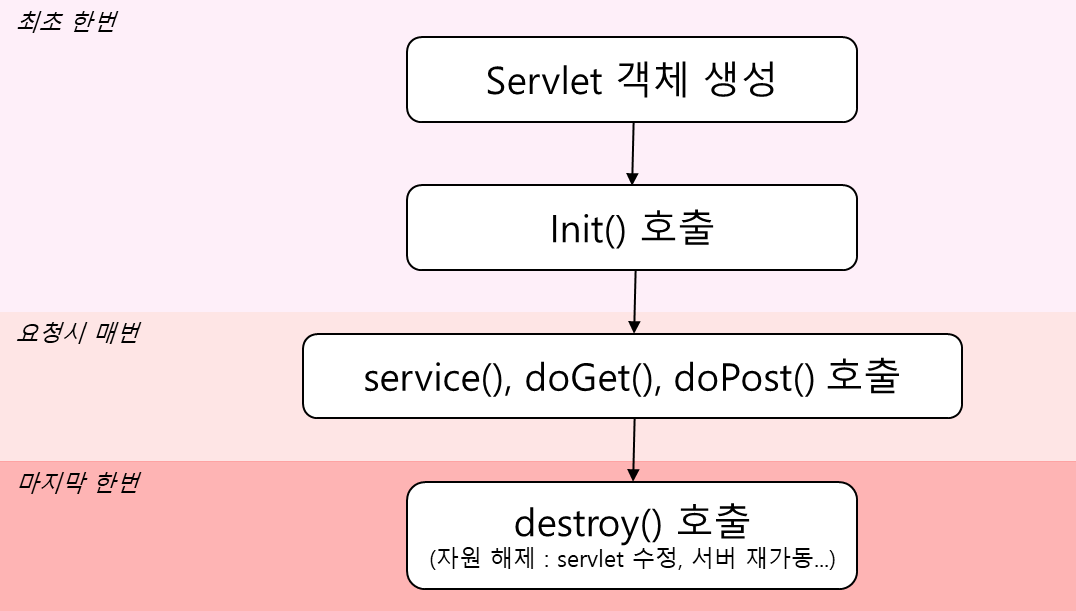 최초 한번
Servlet 객체 생성
Init() 호출
요청시 매번
service(), doGet(), doPost() 호출
마지막 한번
destroy() 호출
(자원 해제 : servlet 수정, 서버 재가동...)